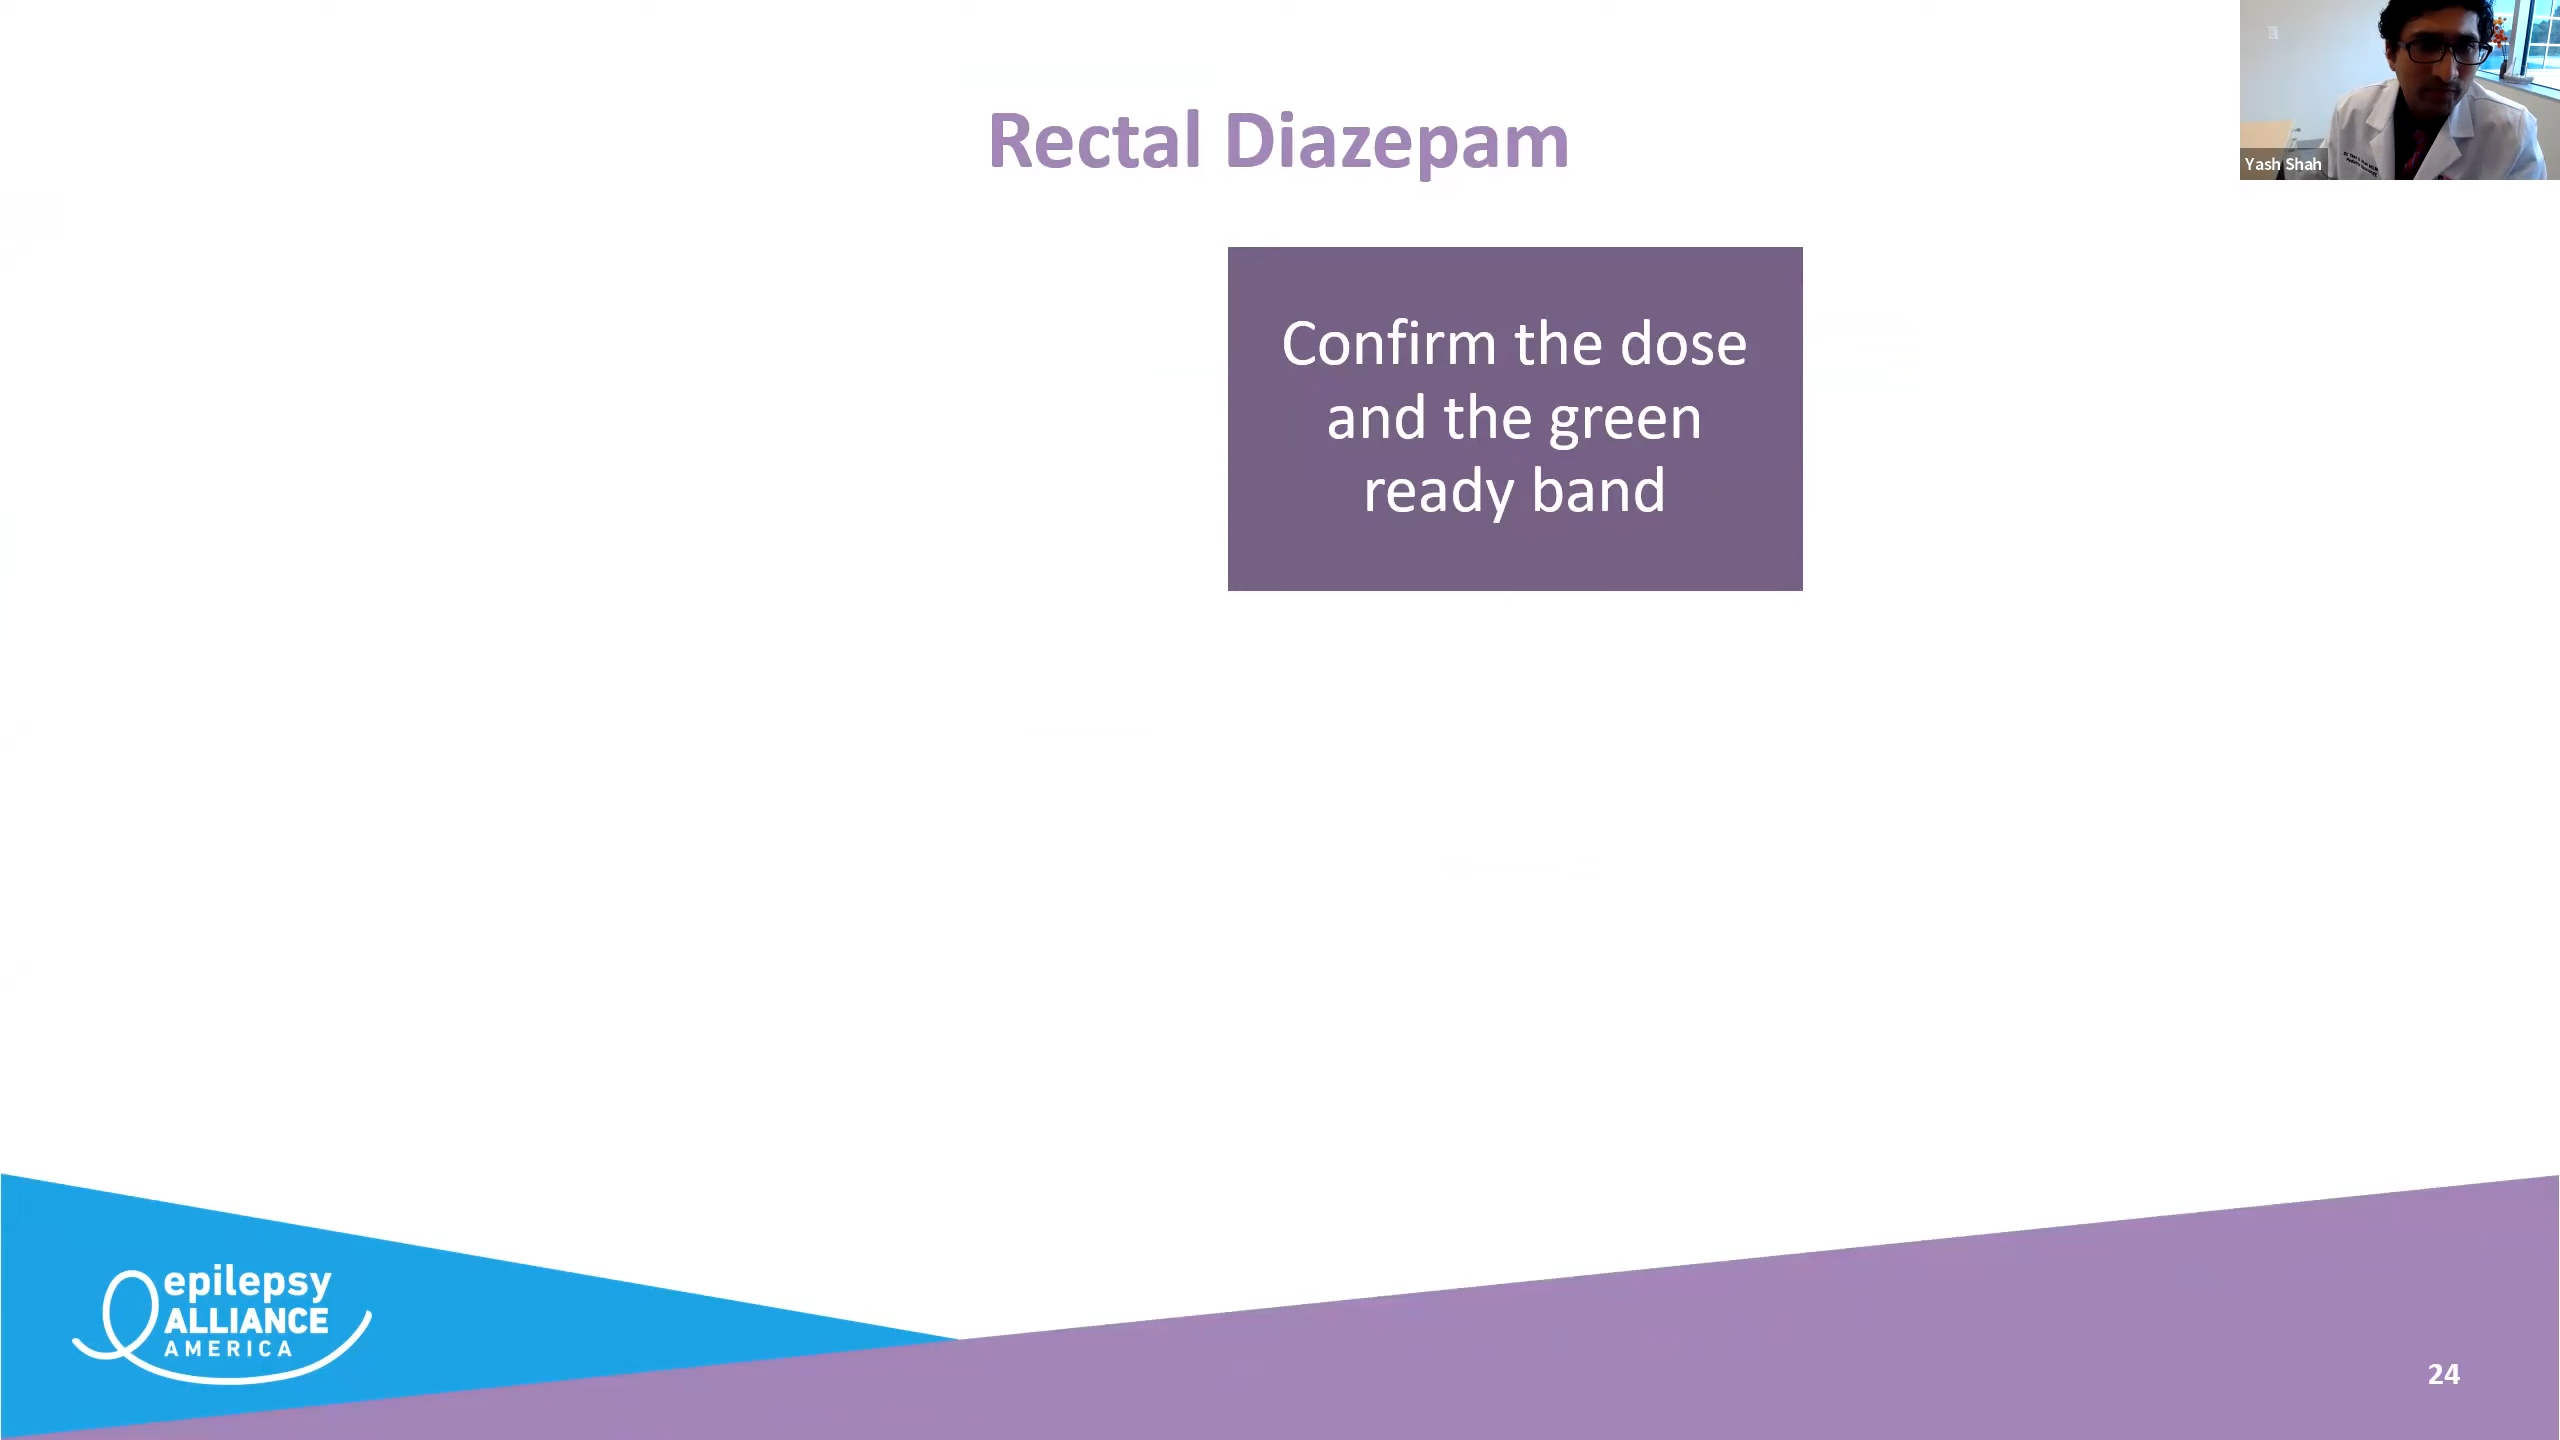 Rectal Diazepam
Yash Shah
Confirm the dose
and the green
ready band
epilepsy
ALLIANCE
AMERICA
24